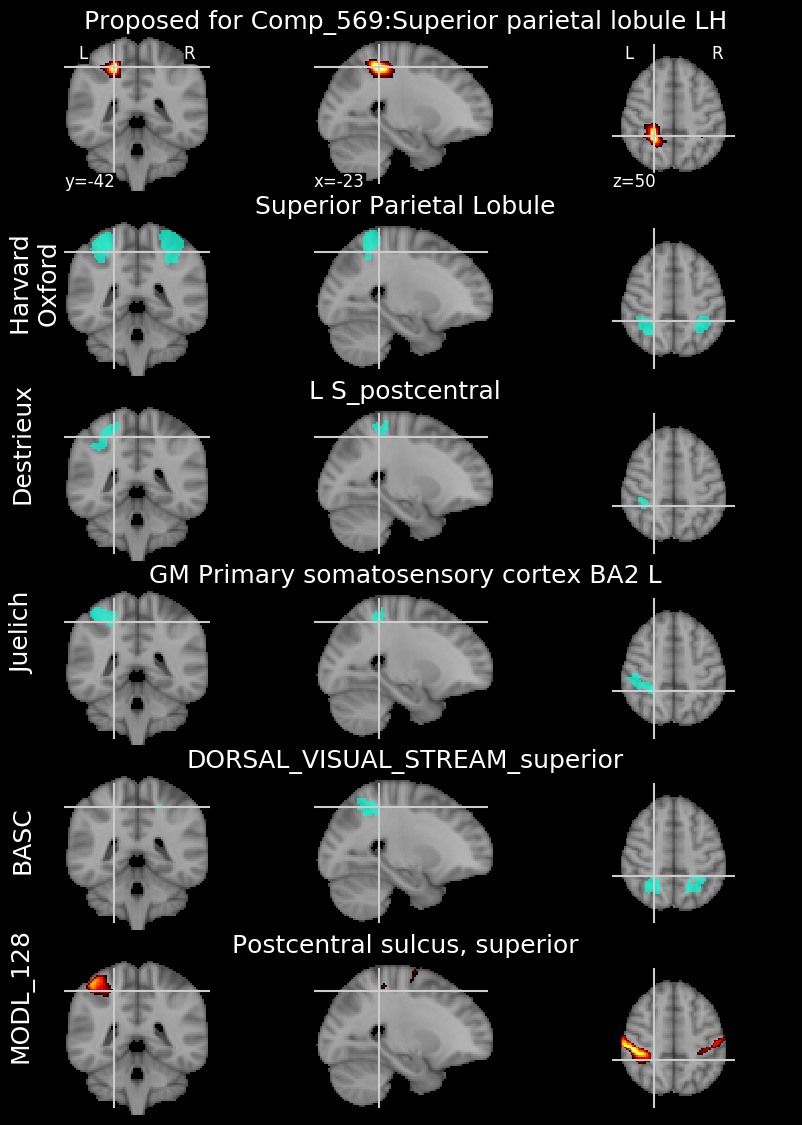 Proposed for Comp_569:Superior parietal lobule LH
L R
L R
y=-42
x=-23
z=50
Superior Parietal Lobule
Harvard
Oxford
L S_postcentral
Destrieux
GM Primary somatosensory cortex BA2 L
Juelich
DORSAL_VISUAL_STREAM_superior
BASC
Postcentral sulcus, superior
MODL_128